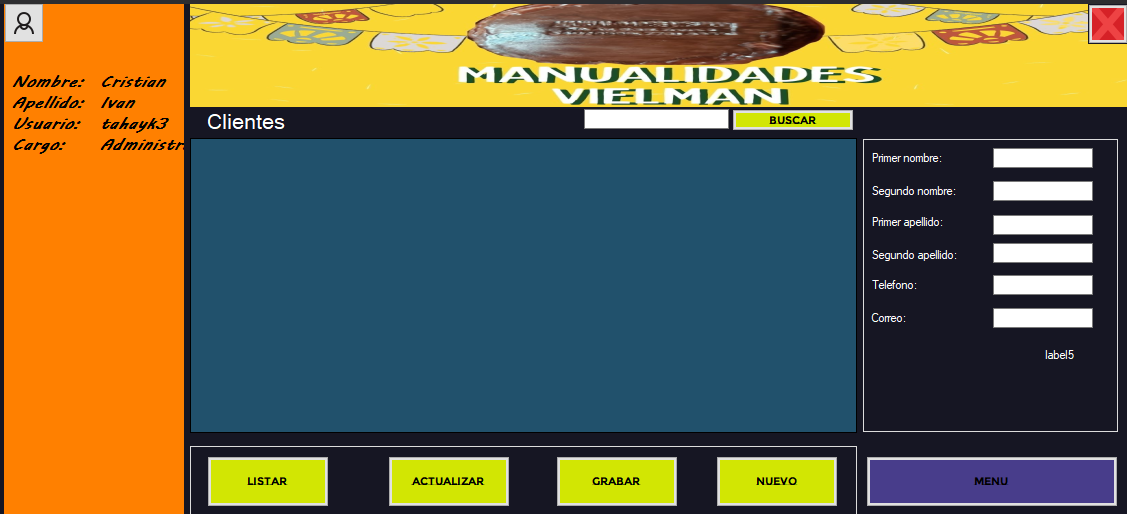 Nombre: Cristian
Apellido: Ivan
Usuario: tahayk3
Cargo: Administr
MANUALIDADES
VIELMAN
Clientes
BUSCAR
Primer nombre:
Segundo nombre:
Primer apellido:
Segundo apellido:
Telefono:
Correo:
label5
LISTAR
ACTUALIZAR
GRABAR
NUEVO
MENU